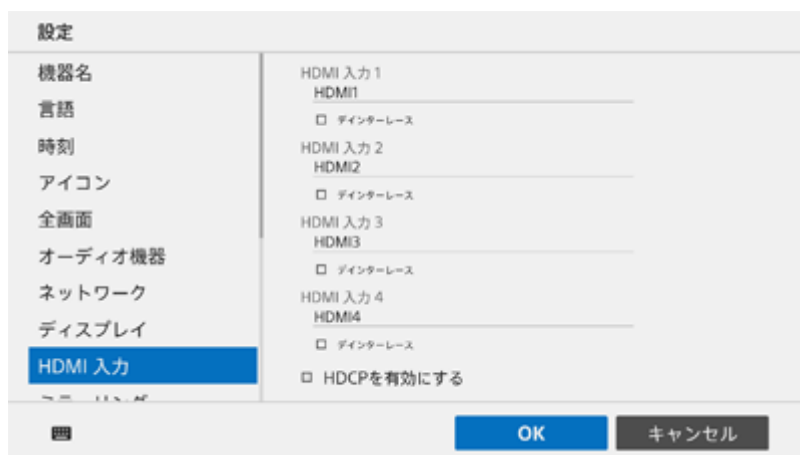 設定
機器名
言語
時刻
アイコン
全画面
オーディオ機器
ネットワーク
ディスプレイ
HDMI 入力
HDMI 入力 1
HDMI1
デインターレース
HDMI 入力 2
HDMI2
デインターレース
HDMI 入力 3
HDMI3
デインターレース
HDMI 入力 4
HDMI4
デインターレース
HDCPを有効にする
OK
キャンセル